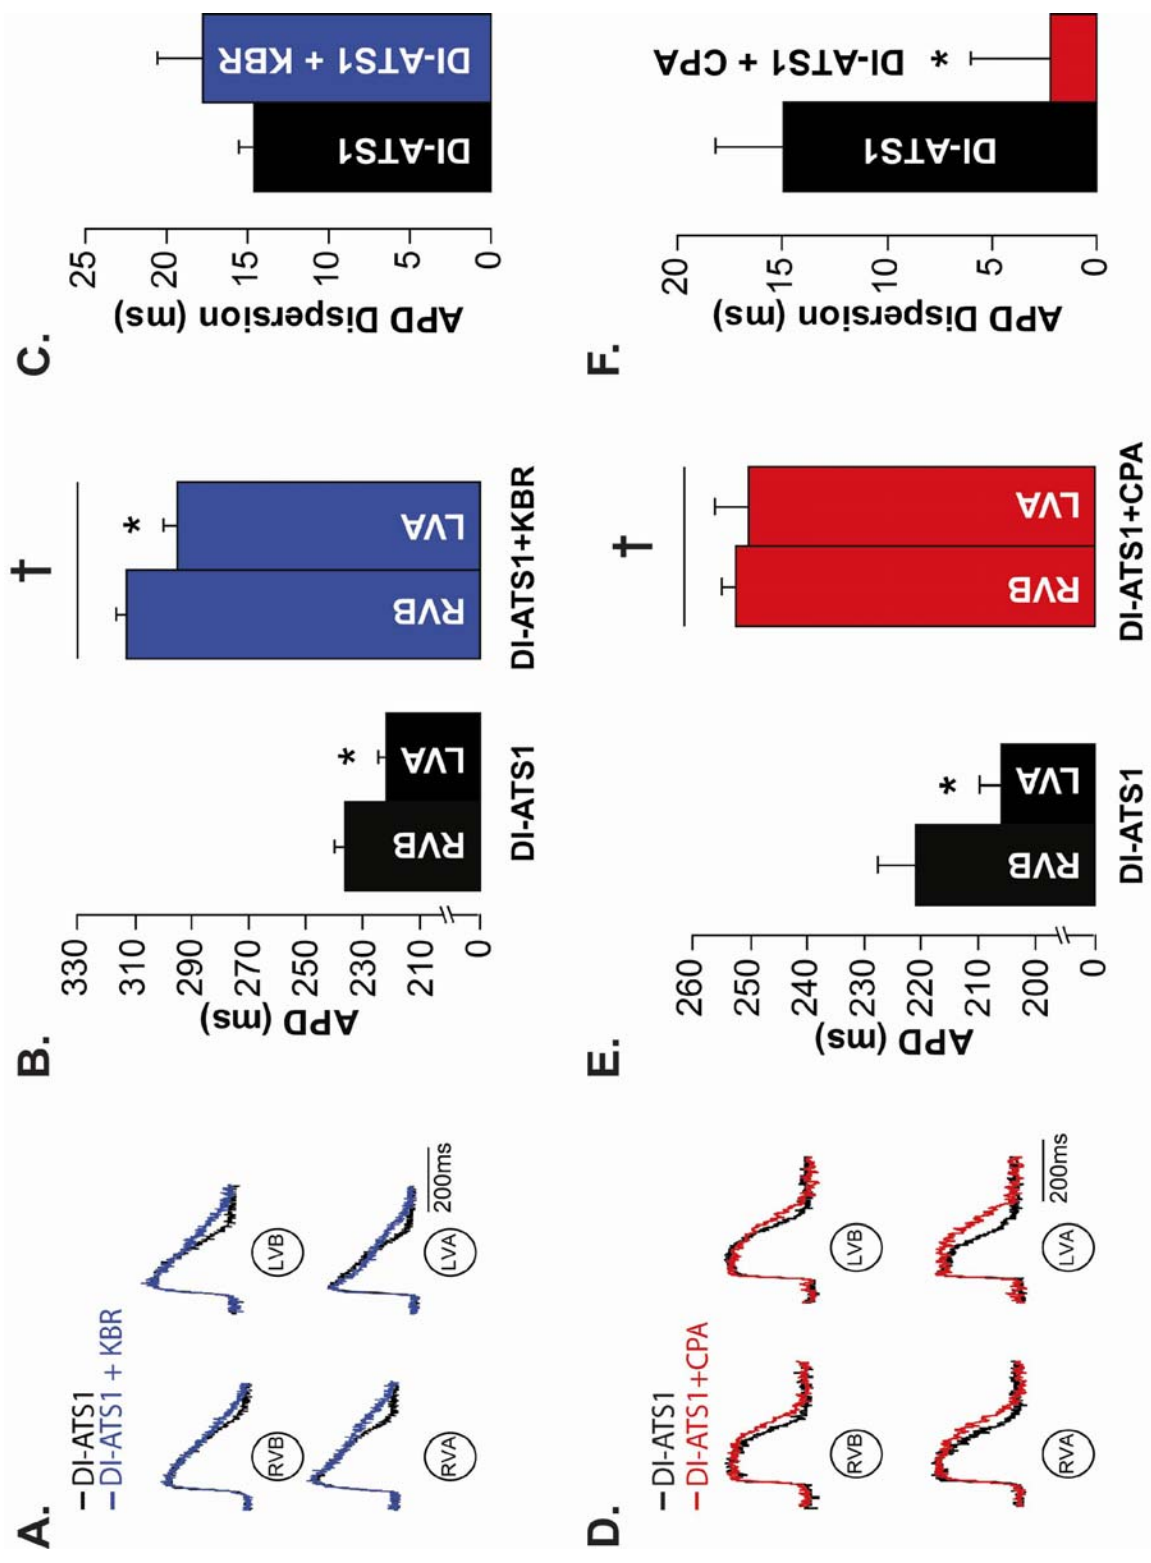 A.
DI-ATS1
DI-ATS1 + KBR
RVB
LVB
RVA
LVA
200ms
B.
APD (ms)
330
310
290
270
250
230
210
0
RVB
LVA
*
DI-ATS1
†
RVB
LVA
*
DI-ATS1+KBR
C.
APD Dispersion (ms)
25
20
15
10
5
0
DI-ATS1
DI-ATS1 + KBR
D.
DI-ATS1
DI-ATS1+CPA
RVB
LVB
RVA
LVA
200ms
E.
APD (ms)
260
250
240
230
220
210
200
0
RVB
LVA
*
DI-ATS1
†
RVB
LVA
DI-ATS1+CPA
F.
APD Dispersion (ms)
20
15
10
5
0
DI-ATS1
DI-ATS1 + CPA
*